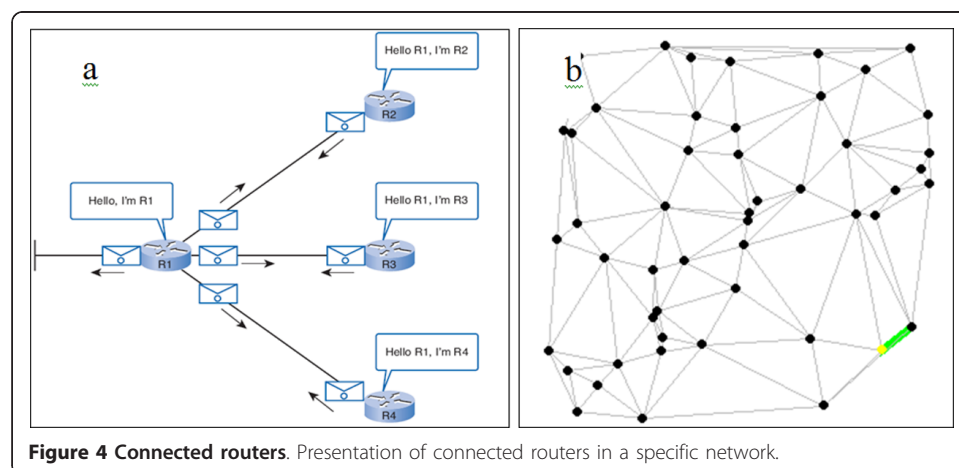 a
Hello R1, I'm R2
R2
Hello, I'm R1
R1
Hello R1, I'm R3
R3
Hello R1, I'm R4
R4
b
Figure 4 Connected routers. Presentation of connected routers in a specific network.